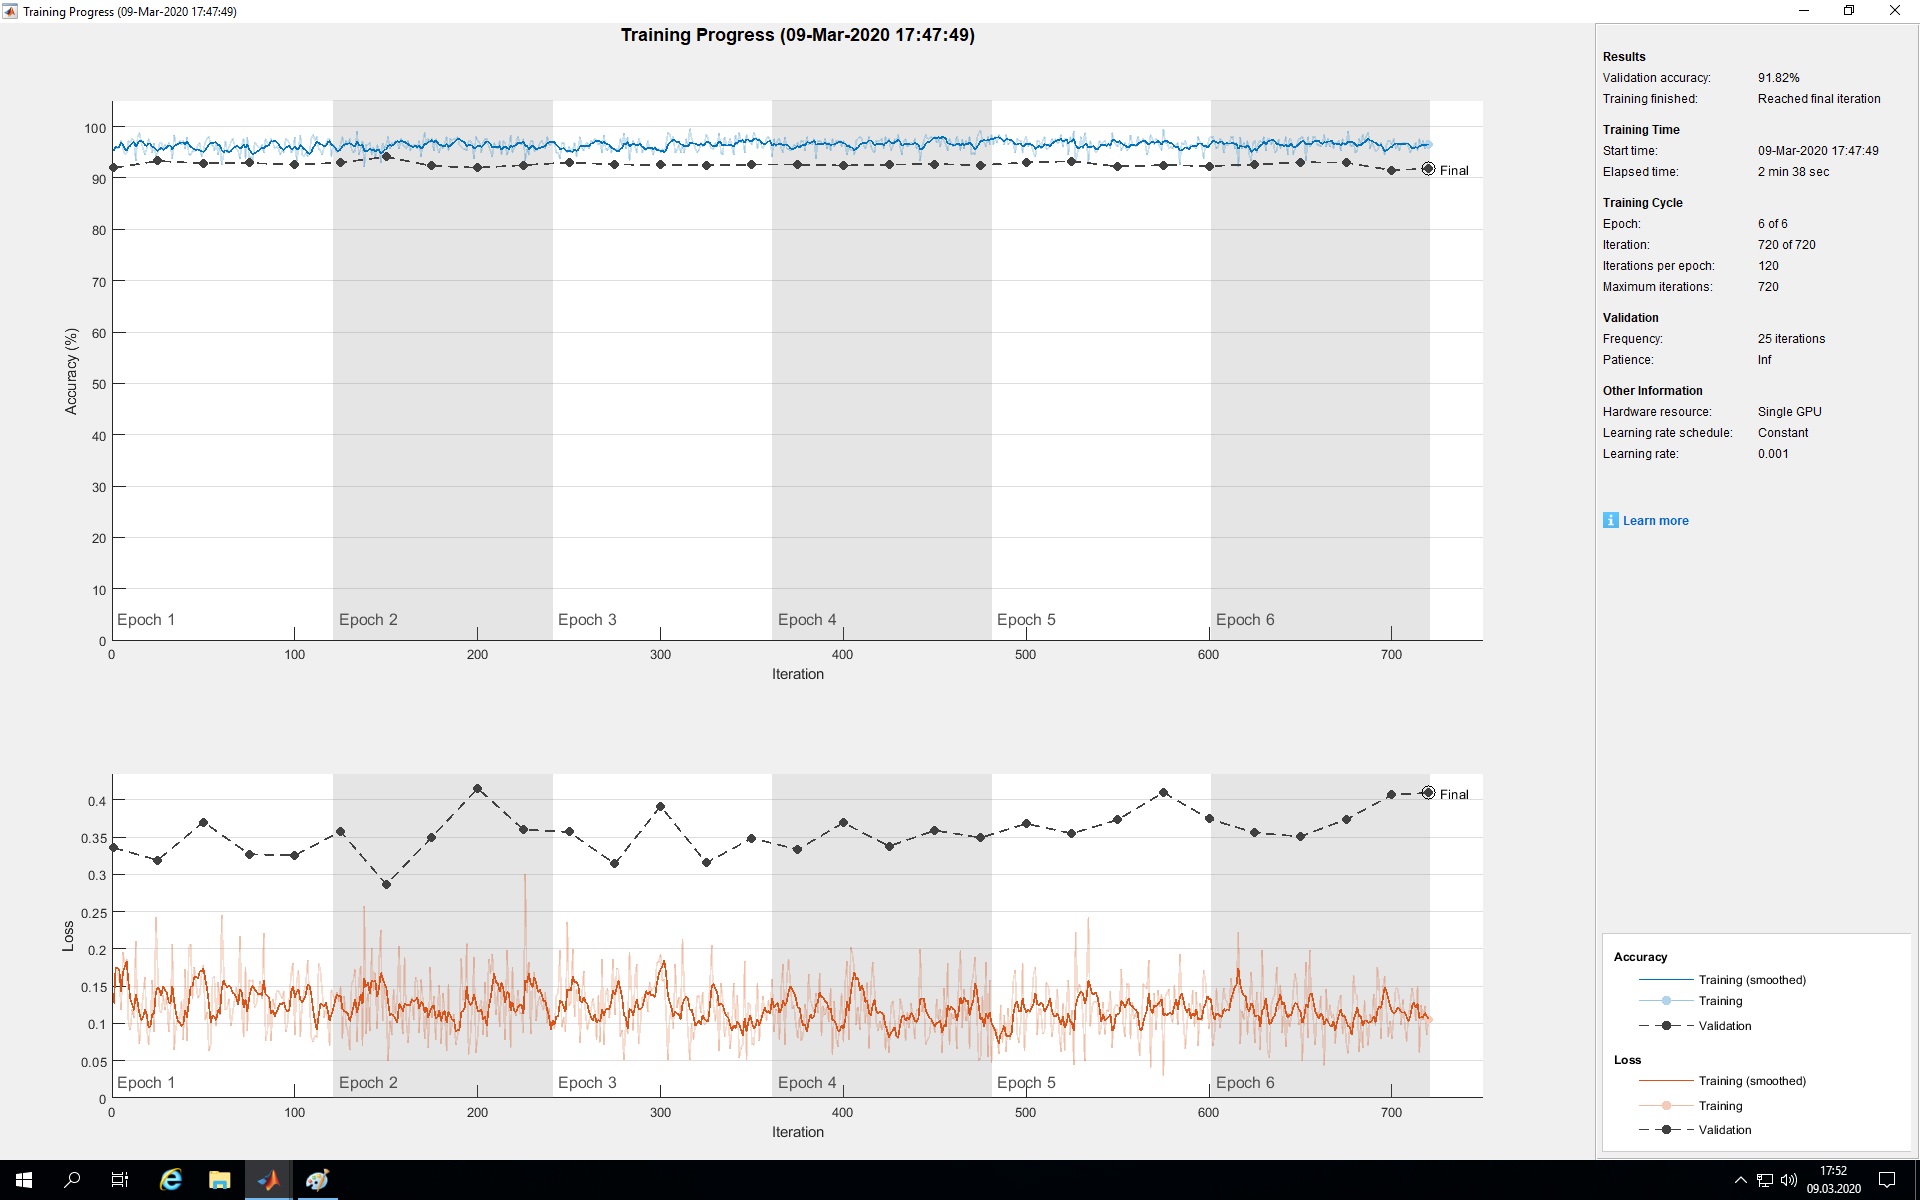 Training Progress (09-Mar-2020 17:47:49)
Training Progress (09-Mar-2020 17:47:49)
100
90
80
70
60
50
40
30
20
10
0
Accuracy (%)
Final
Epoch 1
Epoch 2
Epoch 3
Epoch 4
Epoch 5
Epoch 6
0
100
200
300
400
500
600
700
Iteration
0.4
0.35
0.3
0.25
0.2
0.15
0.1
0.05
0
Loss
Final
Epoch 1
Epoch 2
Epoch 3
Epoch 4
Epoch 5
Epoch 6
0
100
200
300
400
500
600
700
Iteration
Results
Validation accuracy: 91.82%
Training finished: Reached final iteration
Training Time
Start time: 09-Mar-2020 17:47:49
Elapsed time: 2 min 38 sec
Training Cycle
Epoch: 6 of 6
Iteration: 720 of 720
Iterations per epoch: 120
Maximum iterations: 720
Validation
Frequency: 25 iterations
Patience: Inf
Other Information
Hardware resource: Single GPU
Learning rate schedule: Constant
Learning rate: 0.001
i Learn more
Accuracy
Training (smoothed)
Training
Validation
Loss
Training (smoothed)
Training
Validation
17:52
09.03.2020